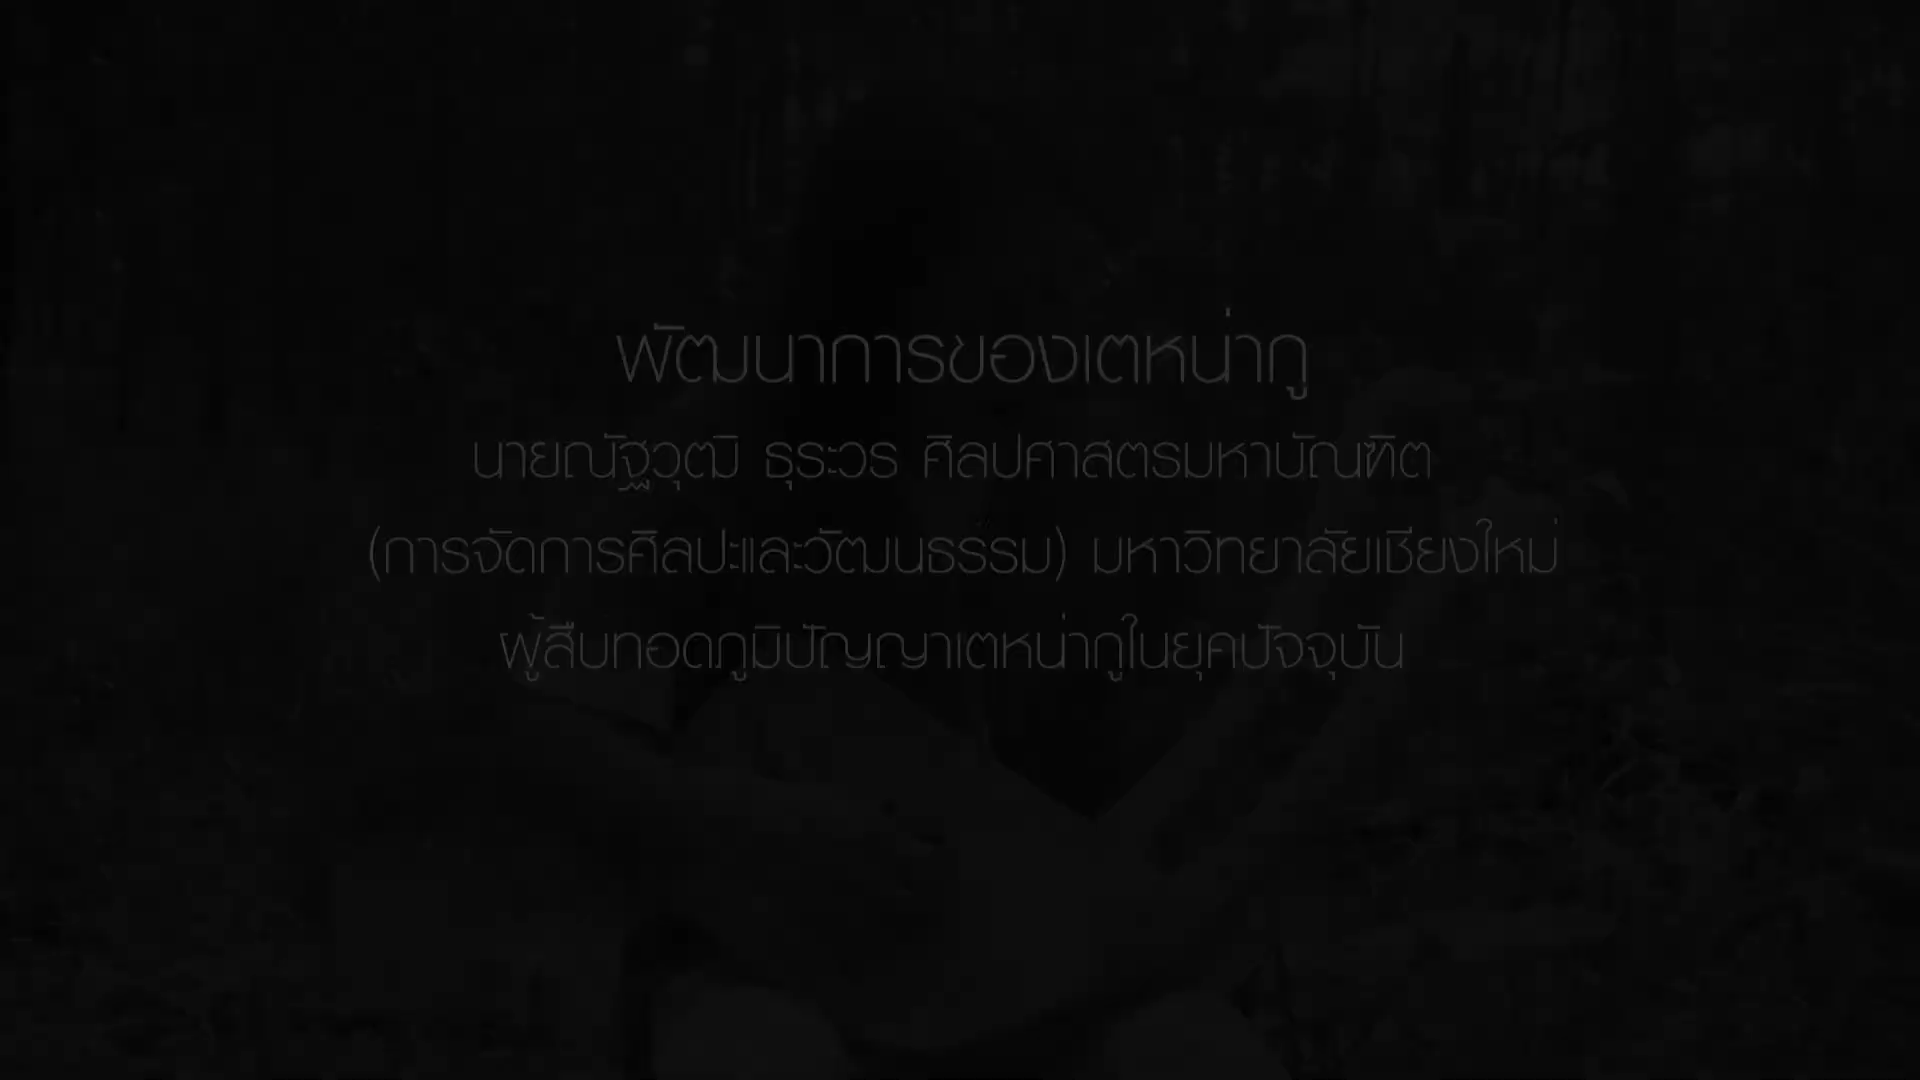 พัฒนาการของเตหน่ากู
นายณัฐวุฒิ ธุระวร ศิลปศาสตรมหาบัณฑิต
(การจัดการศิลปะและวัฒนธรรม) มหาวิทยาลัยเชียงใหม่
ผู้สืบทอดภูมิปัญญาเตหน่ากูในยุคปัจจุบัน